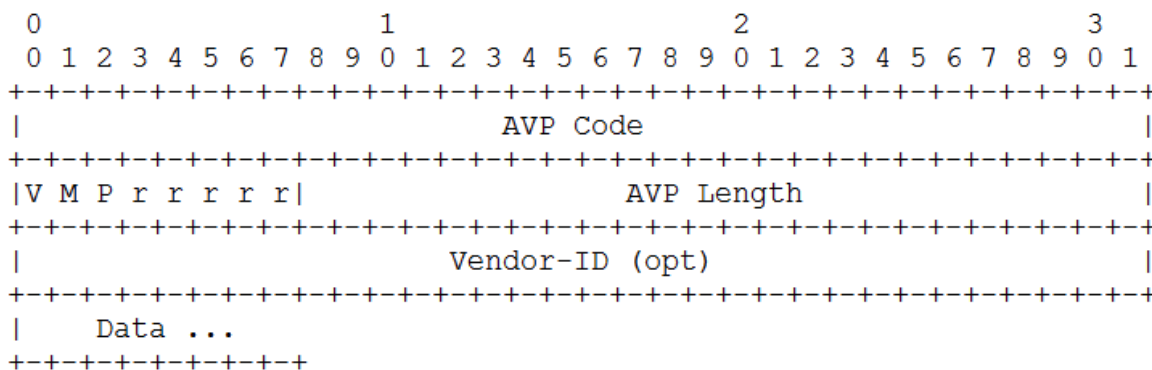 0                   1                   2                   3
 0 1 2 3 4 5 6 7 8 9 0 1 2 3 4 5 6 7 8 9 0 1 2 3 4 5 6 7 8 9 0 1
+-+-+-+-+-+-+-+-+-+-+-+-+-+-+-+-+-+-+-+-+-+-+-+-+-+-+-+-+-+-+-+-+
|                           AVP Code                            |
+-+-+-+-+-+-+-+-+-+-+-+-+-+-+-+-+-+-+-+-+-+-+-+-+-+-+-+-+-+-+-+-+
|V M P r r r r r|                  AVP Length                   |
+-+-+-+-+-+-+-+-+-+-+-+-+-+-+-+-+-+-+-+-+-+-+-+-+-+-+-+-+-+-+-+-+
|                        Vendor-ID (opt)                        |
+-+-+-+-+-+-+-+-+-+-+-+-+-+-+-+-+-+-+-+-+-+-+-+-+-+-+-+-+-+-+-+-+
|    Data ...
+-+-+-+-+-+-+-+-+